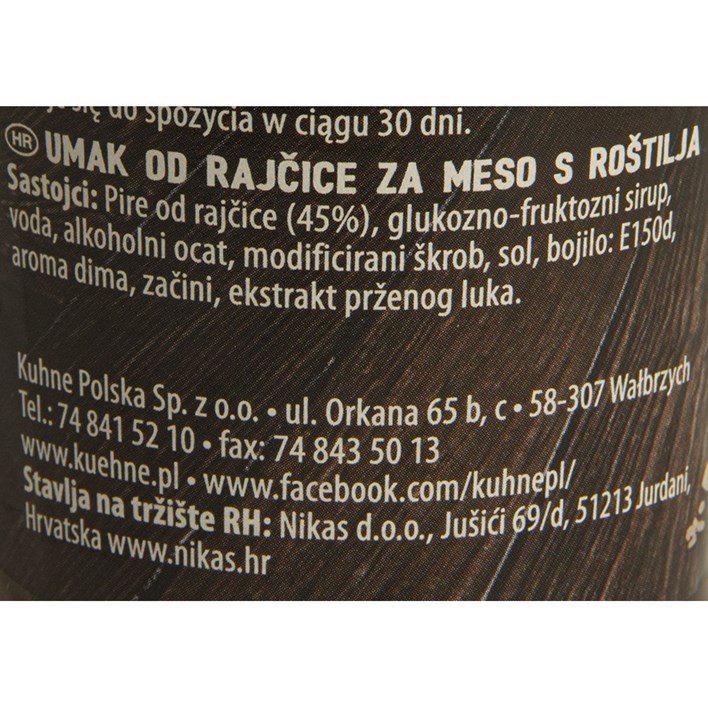 się do spożycia w ciągu 30 dni.
HR UMAK OD RAJČICE ZA MESO S ROŠTILJA
Sastojci: Pire od rajčice (45%), glukozno-fruktozni sirup,
voda, alkoholni ocat, modificirani škrob, sol, bojilo: E150d,
aroma dima, začini, ekstrakt prženog luka.
Kuhne Polska Sp. z o.o. • ul. Orkana 65 b, c • 58-307 Wałbrzych
Tel.: 74 841 52 10 • fax: 74 843 50 13
www.kuehne.pl • www.facebook.com/kuhnepl/
Stavlja na tržište RH: Nikas d.o.o., Jušići 69/d, 51213 Jurdani,
Hrvatska www.nikas.hr